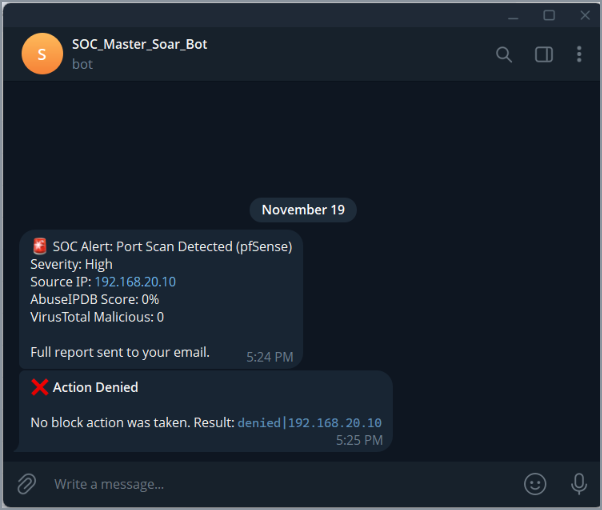 S
SOC_Master_Soar_Bot
bot
November 19
🚨 SOC Alert: Port Scan Detected (pfSense)
Severity: High
Source IP: 192.168.20.10
AbuseIPDB Score: 0%
VirusTotal Malicious: 0
Full report sent to your email.
5:24 PM
❌ Action Denied
No block action was taken. Result: denied|192.168.20.10
5:25 PM
Write a message...